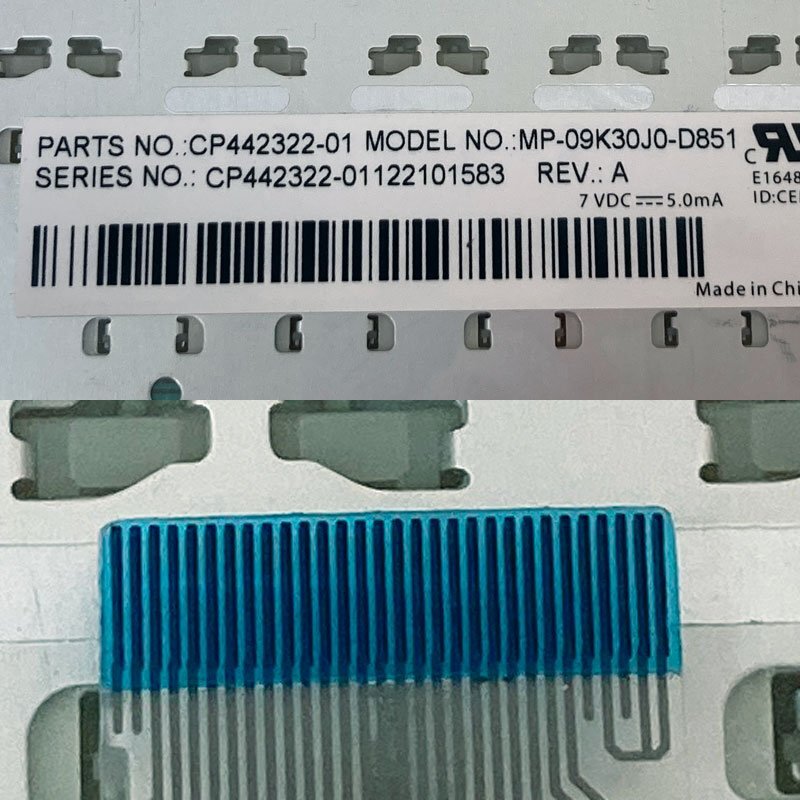 PARTS NO.:CP442322-01 MODEL NO.:MP-09K30J0-D851
SERIES NO.: CP442322-01122101583 REV.: A
7 VDC⎓5.0mA
Made in